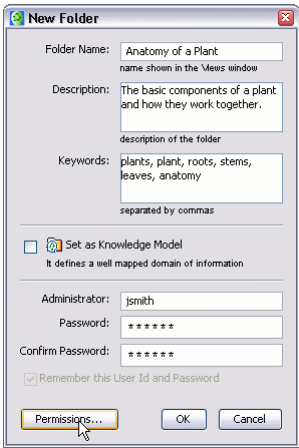 New Folder
Folder Name: Anatomy of a Plant
name shown in the Views window
Description: The basic components of a plant
and how they work together.
description of the folder
Keywords: plants, plant, roots, stems,
leaves, anatomy
separated by commas
Set as Knowledge Model
It defines a well mapped domain of information
Administrator: jsmith
Password: ******
Confirm Password: ******
Remember this User Id and Password
Permissions... OK Cancel